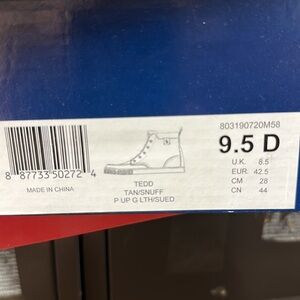 803190720M58
9.5 D
U.K. 8.5
EUR. 42.5
CM 28
CN 44
8 87733 50272 4
MADE IN CHINA
TEDD
TAN/SNUFF
P UP G LTH/SUED